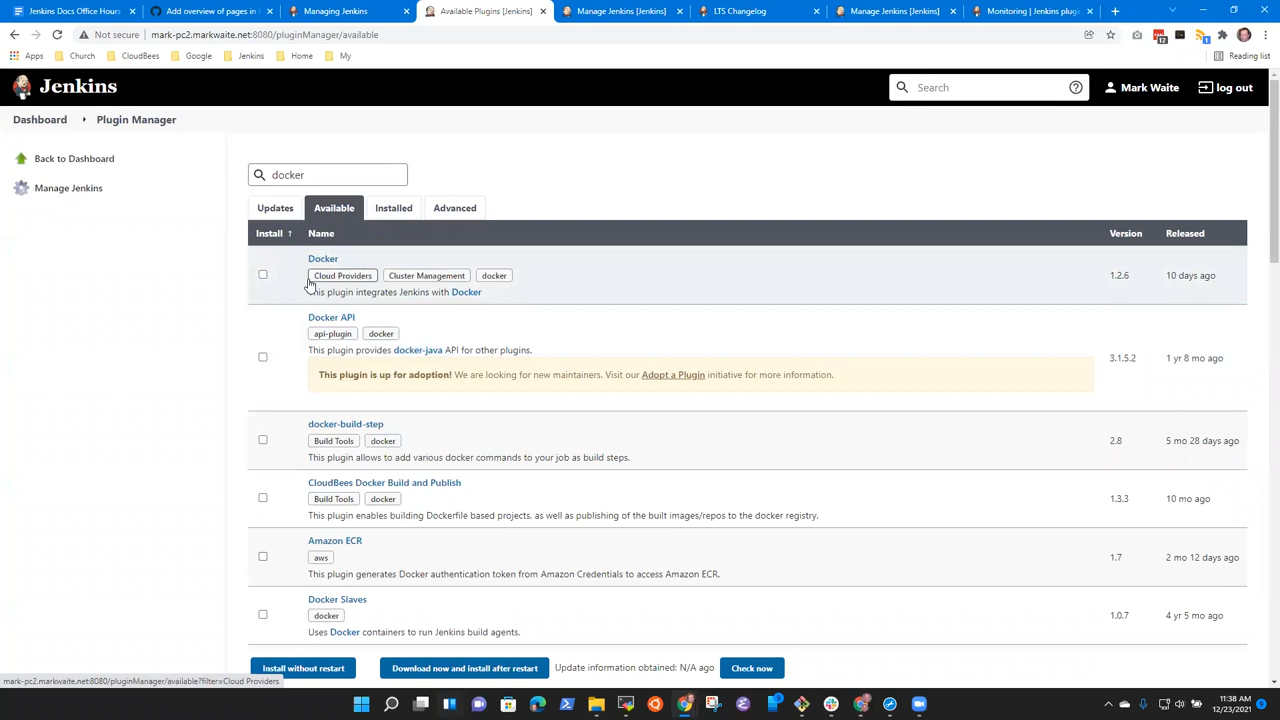 Jenkins Docs Office Hours
Add overview of pages in
Managing Jenkins
Available Plugins [Jenkins]
Manage Jenkins [Jenkins]
LTS Changelog
Manage Jenkins [Jenkins]
Monitoring | Jenkins plugin
Not secure | mark-pc2.markwaite.net:8080/pluginManager/available
Apps
Church
CloudBees
Google
Jenkins
Home
My
Reading list
Jenkins
Search
Mark Waite
log out
Dashboard
Plugin Manager
Back to Dashboard
Manage Jenkins
docker
Updates
Available
Installed
Advanced
Install ↑
Name
Version
Released
Docker
Cloud Providers
Cluster Management
docker
This plugin integrates Jenkins with Docker
1.2.6
10 days ago
Docker API
api-plugin
docker
This plugin provides docker-java API for other plugins.
This plugin is up for adoption! We are looking for new maintainers. Visit our Adopt a Plugin initiative for more information.
3.1.5.2
1 yr 8 mo ago
docker-build-step
Build Tools
docker
This plugin allows to add various docker commands to your job as build steps.
2.8
5 mo 28 days ago
CloudBees Docker Build and Publish
Build Tools
docker
This plugin enables building Dockerfile based projects, as well as publishing of the built images/repos to the docker registry.
1.3.3
10 mo ago
Amazon ECR
aws
This plugin generates Docker authentication token from Amazon Credentials to access Amazon ECR.
1.7
2 mo 12 days ago
Docker Slaves
docker
Uses Docker containers to run Jenkins build agents.
1.0.7
4 yr 5 mo ago
Install without restart
Download now and install after restart
Update information obtained: N/A ago
Check now
mark-pc2.markwaite.net:8080/pluginManager/available?filter=Cloud Providers
11:38 AM
12/23/2021